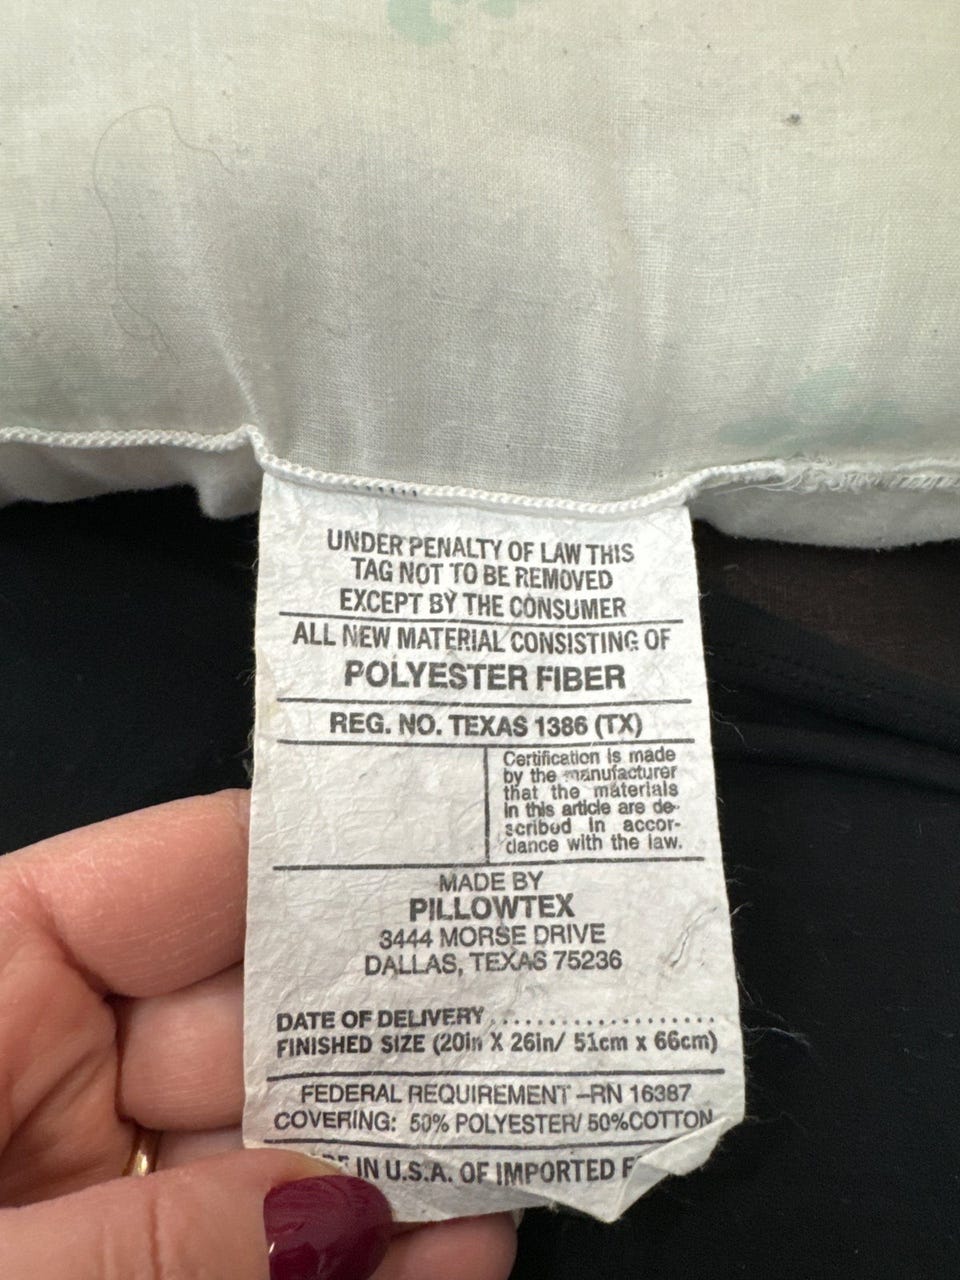 UNDER PENALTY OF LAW THIS
TAG NOT TO BE REMOVED
EXCEPT BY THE CONSUMER
ALL NEW MATERIAL CONSISTING OF
POLYESTER FIBER
REG. NO. TEXAS 1386 (TX)
Certification is made
by the manufacturer
that the materials
in this article are de-
scribed in accor-
dance with the law.
MADE BY
PILLOWTEX
3444 MORSE DRIVE
DALLAS, TEXAS 75236
DATE OF DELIVERY ...................
FINISHED SIZE (20in X 26in/ 51cm x 66cm)
FEDERAL REQUIREMENT –RN 16387
COVERING: 50% POLYESTER/ 50%COTTON
IN U.S.A. OF IMPORTED